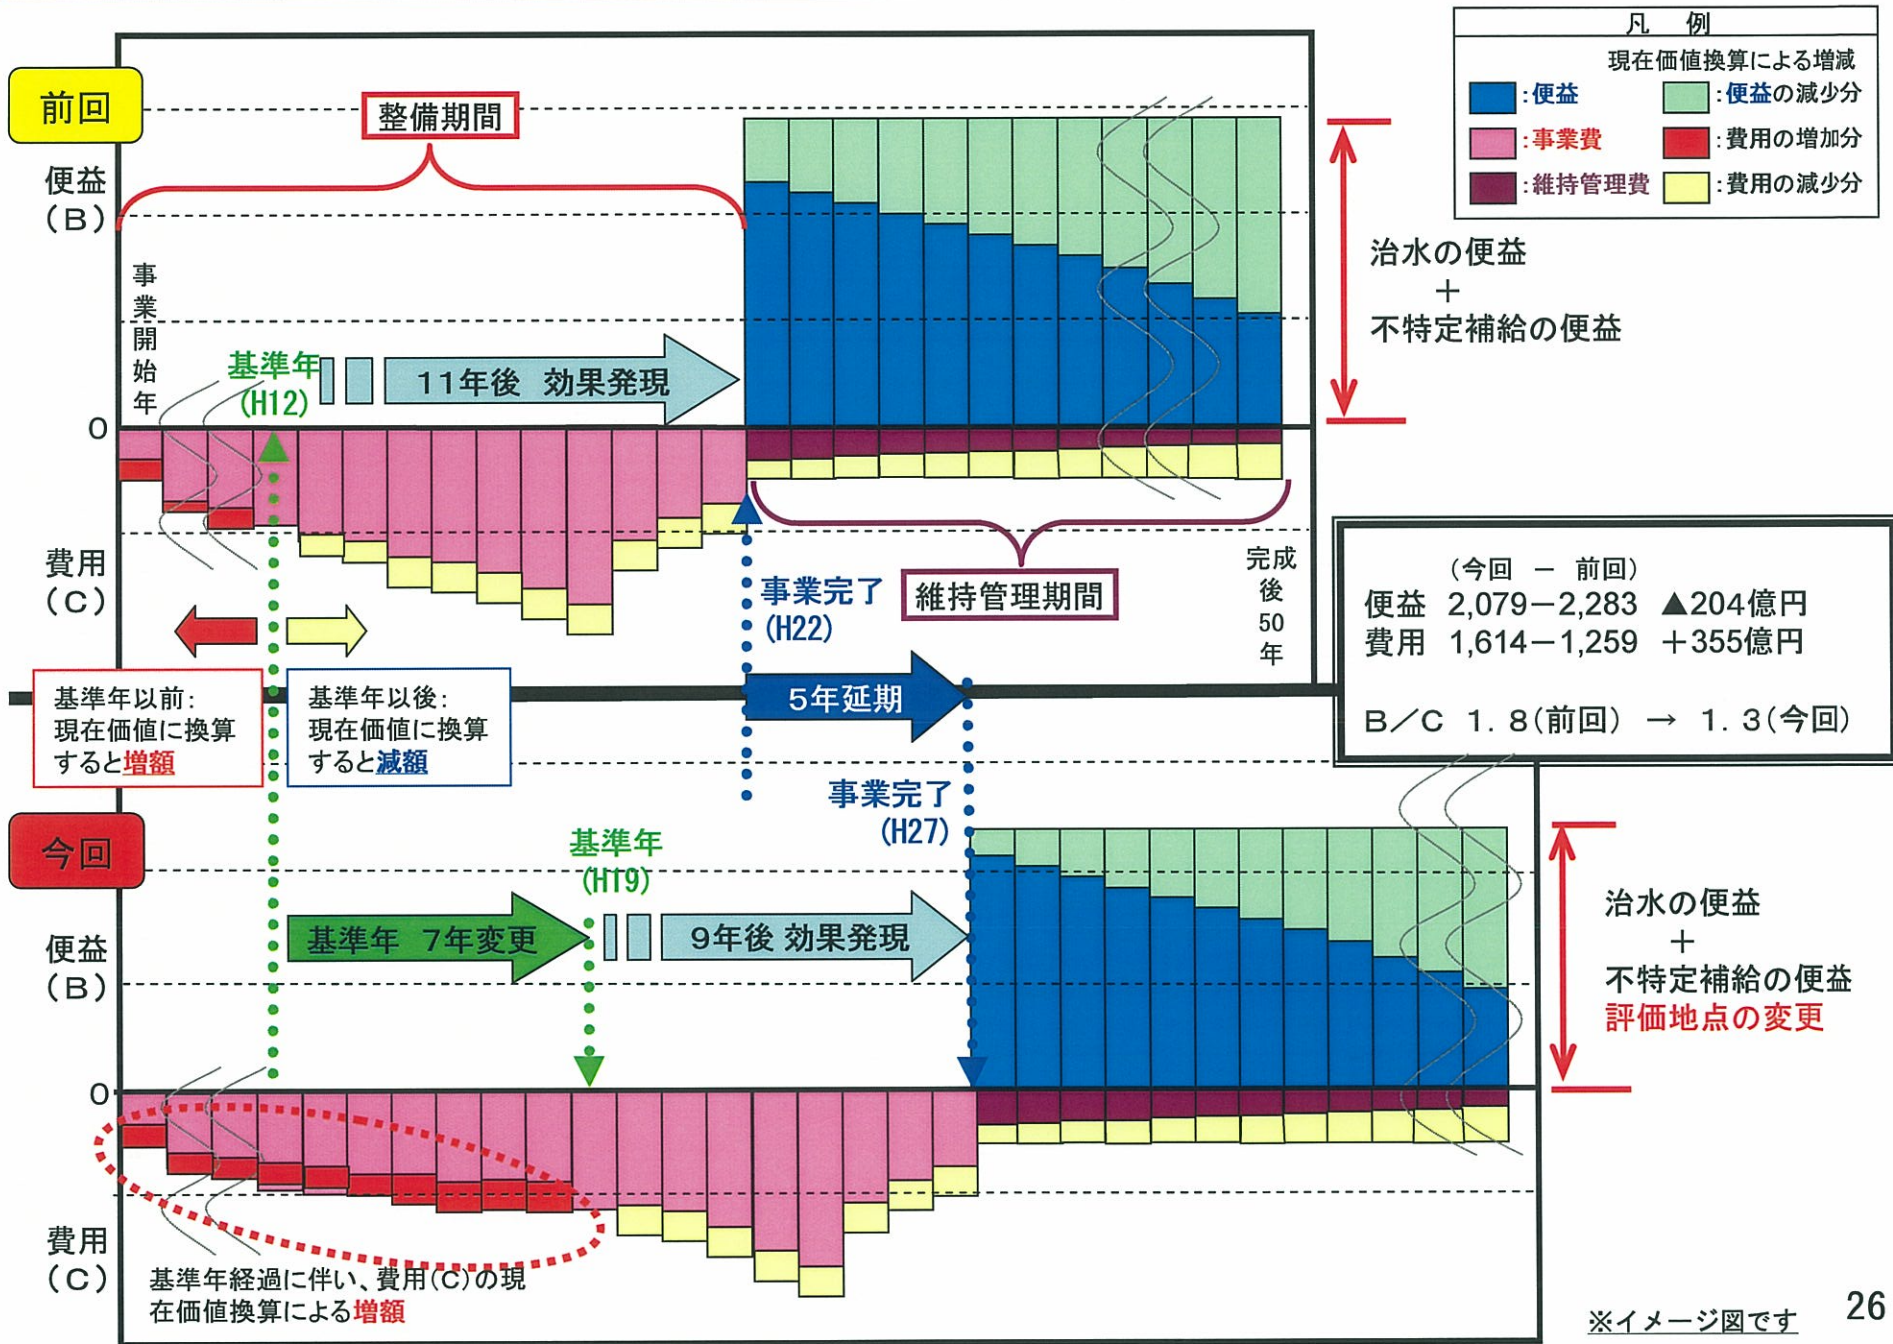 凡 例
現在価値換算による増減
:便益
:便益の減少分
:事業費
:費用の増加分
:維持管理費
:費用の減少分
前回
整備期間
便益
(B)
事業開始年
基準年
(H12)
11年後 効果発現
0
治水の便益
+
不特定補給の便益
費用
(C)
事業完了
(H22)
維持管理期間
完成後50年
(今回 - 前回)
便益 2,079-2,283 ▲204億円
費用 1,614-1,259 +355億円
B/C 1.8(前回) → 1.3(今回)
基準年以前:
現在価値に換算
すると増額
基準年以後:
現在価値に換算
すると減額
5年延期
事業完了
(H27)
今回
基準年
(H19)
基準年 7年変更
9年後 効果発現
便益
(B)
治水の便益
+
不特定補給の便益
評価地点の変更
0
費用
(C)
基準年経過に伴い、費用(C)の現
在価値換算による増額
※イメージ図です
26